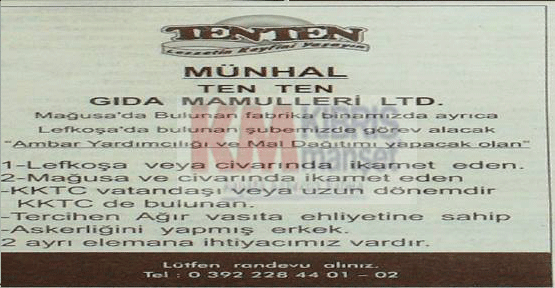 TEN TEN
Lezzetin Keyfini Yaşayın
MÜNHAL
TEN TEN
GIDA MAMULLERİ LTD.
Mağusa'da Bulunan fabrika binamızda ayrıca
Lefkoşa'da bulunan şubemizde görev alacak
"Ambar Yardımcılığı ve Mal Dağıtımı yapacak olan"
KM KIBRIS
manşet
1-Lefkoşa veya civarında ikamet eden.
2-Mağusa ve civarında ikamet eden
-KKTC vatandaşı veya uzun dönemdir
KKTC de bulunan.
-Tercihen Ağır vasıta ehliyetine sahip
-Askerliğini yapmış erkek.
2 ayrı elemana ihtiyacımız vardır.
Lütfen randevu alınız.
Tel : 0 392 228 44 01 - 02